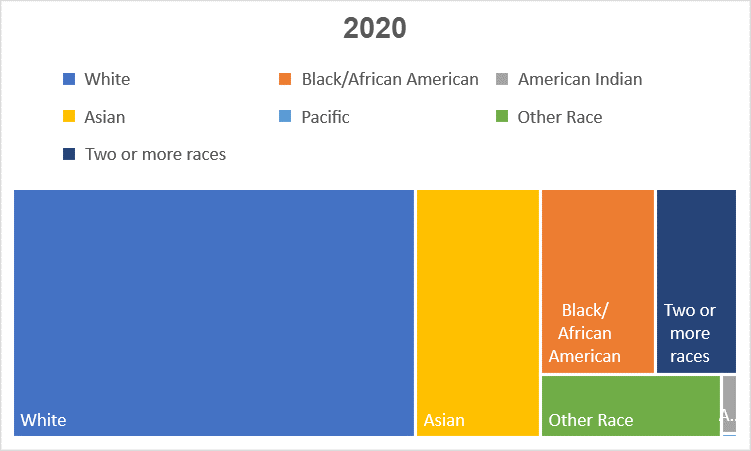 2020
White
Black/African American
American Indian
Asian
Pacific
Other Race
Two or more races
White
Asian
Black/
African
American
Two or
more
races
Other Race
A...